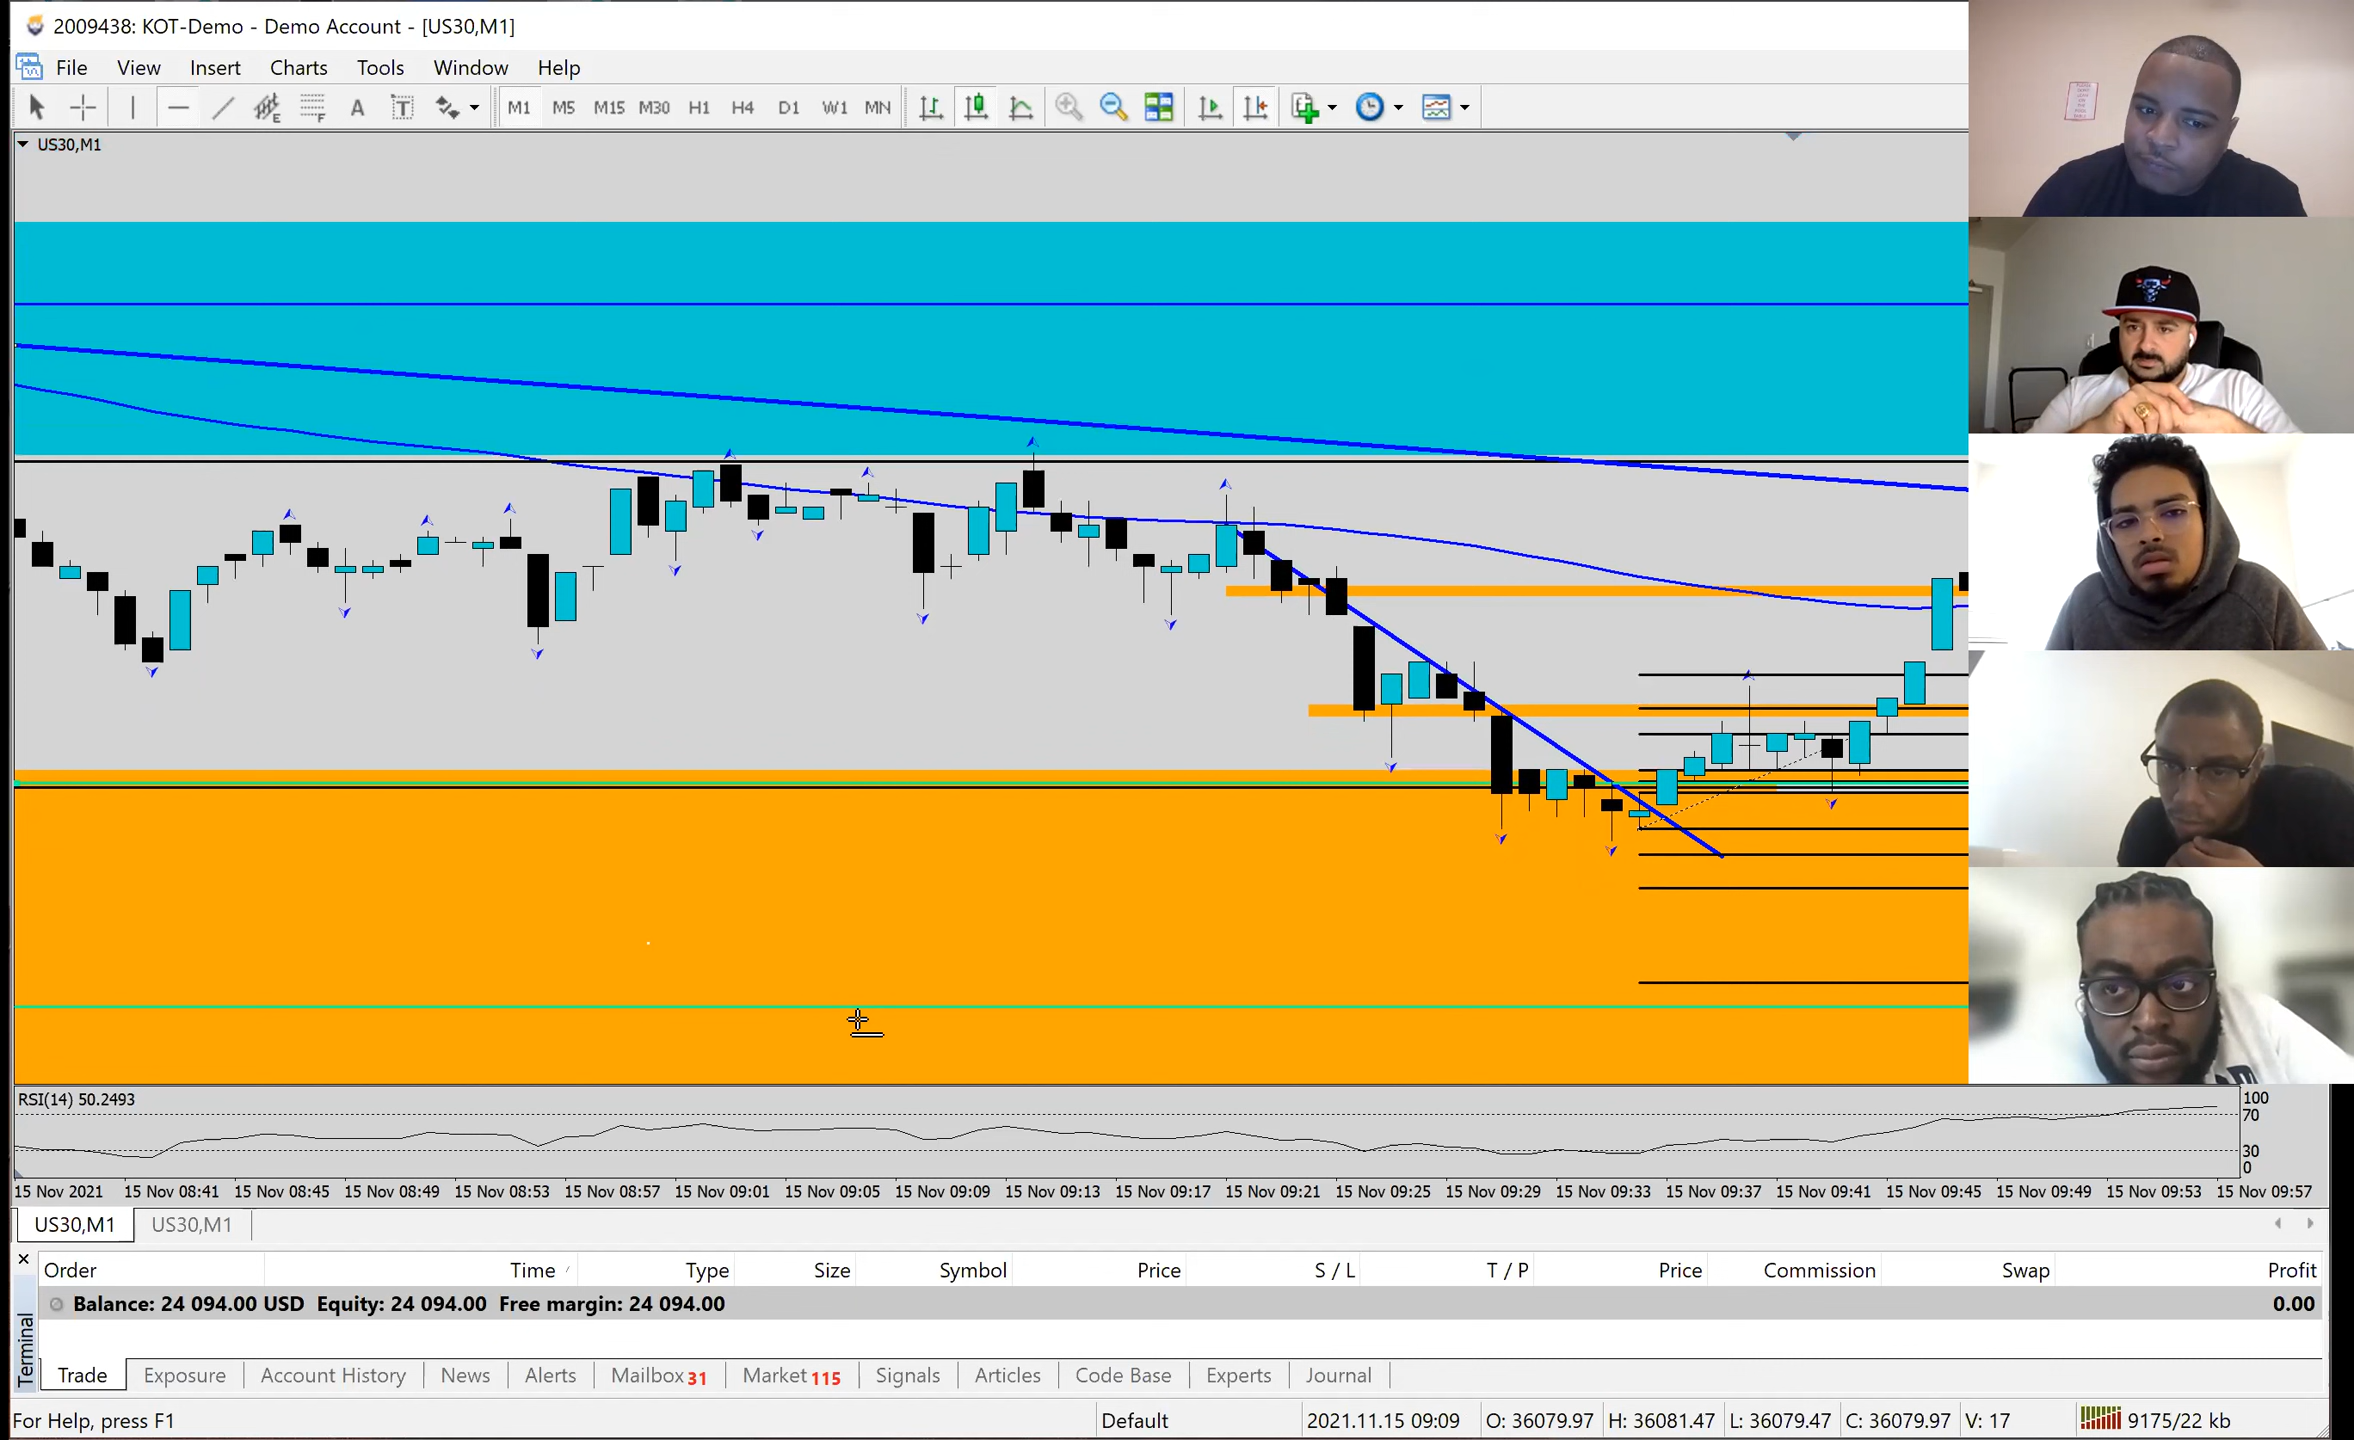 2009438: KOT-Demo - Demo Account - [US30,M1]
File View Insert Charts Tools Window Help
A T M1 M5 M15 M30 H1 H4 D1 W1 MN
US30,M1
RSI(14) 50.2493
100
70
30
0
15 Nov 2021 15 Nov 08:41 15 Nov 08:45 15 Nov 08:49 15 Nov 08:53 15 Nov 08:57 15 Nov 09:01 15 Nov 09:05 15 Nov 09:09 15 Nov 09:13 15 Nov 09:17 15 Nov 09:21 15 Nov 09:25 15 Nov 09:29 15 Nov 09:33 15 Nov 09:37 15 Nov 09:41 15 Nov 09:45 15 Nov 09:49 15 Nov 09:53 15 Nov 09:57
US30,M1 US30,M1
Order Time Type Size Symbol Price S / L T / P Price Commission Swap Profit
Balance: 24 094.00 USD Equity: 24 094.00 Free margin: 24 094.00 0.00
Terminal
Trade Exposure Account History News Alerts Mailbox 31 Market 115 Signals Articles Code Base Experts Journal
For Help, press F1 Default 2021.11.15 09:09 O: 36079.97 H: 36081.47 L: 36079.47 C: 36079.97 V: 17 9175/22 kb